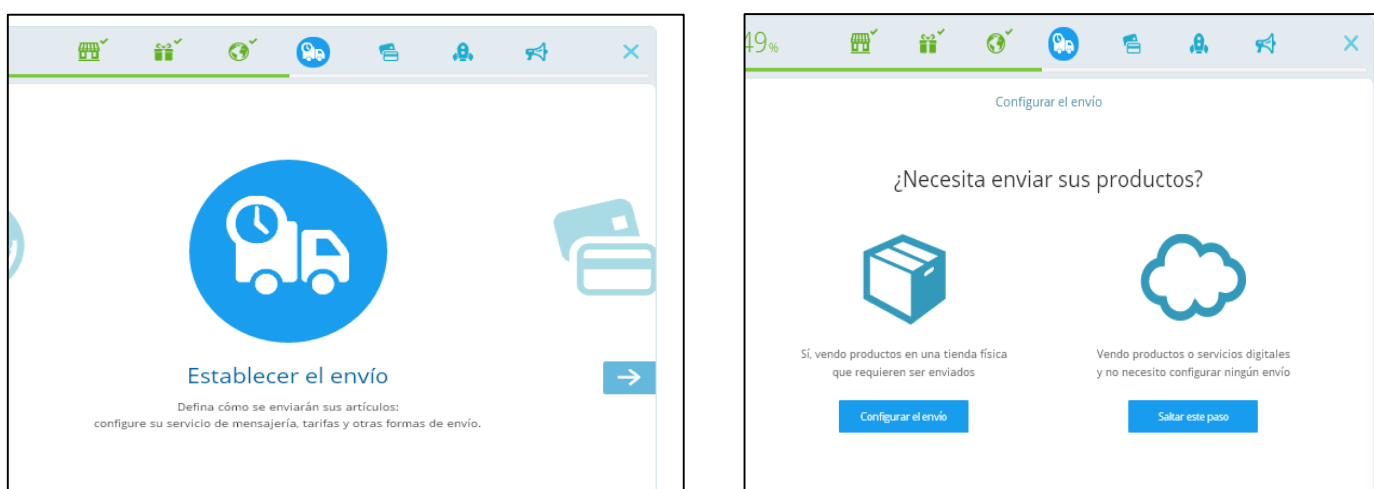 Establecer el envío
Defina cómo se enviarán sus artículos:
configure su servicio de mensajería, tarifas y otras formas de envío.
49%
Configurar el envío
¿Necesita enviar sus productos?
Sí, vendo productos en una tienda física
que requieren ser enviados
Configurar el envío
Vendo productos o servicios digitales
y no necesito configurar ningún envío
Saltar este paso